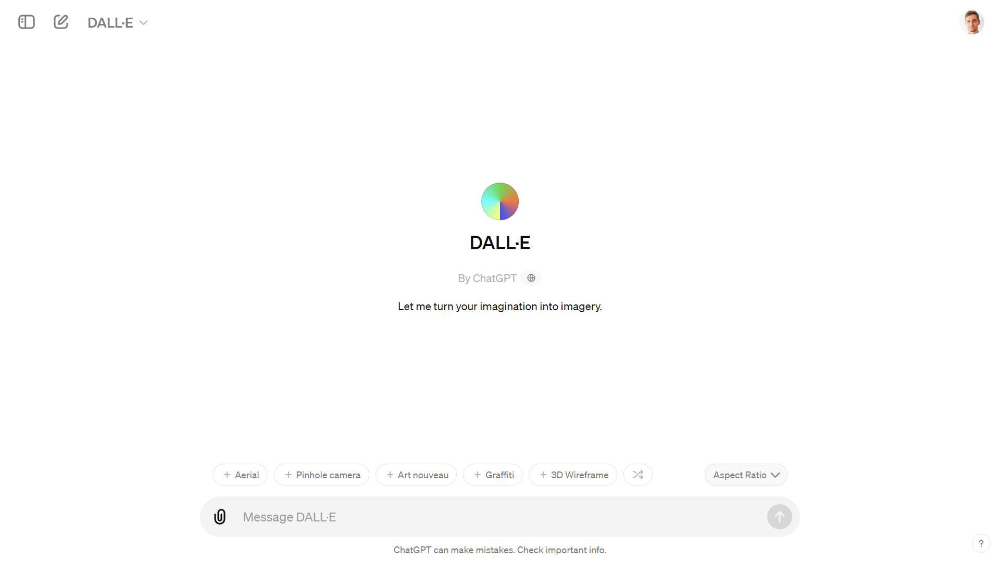 DALL·E
DALL·E
By ChatGPT
Let me turn your imagination into imagery.
Aerial
Pinhole camera
Art nouveau
Graffiti
3D Wireframe
Aspect Ratio
Message DALL·E
ChatGPT can make mistakes. Check important info.
?